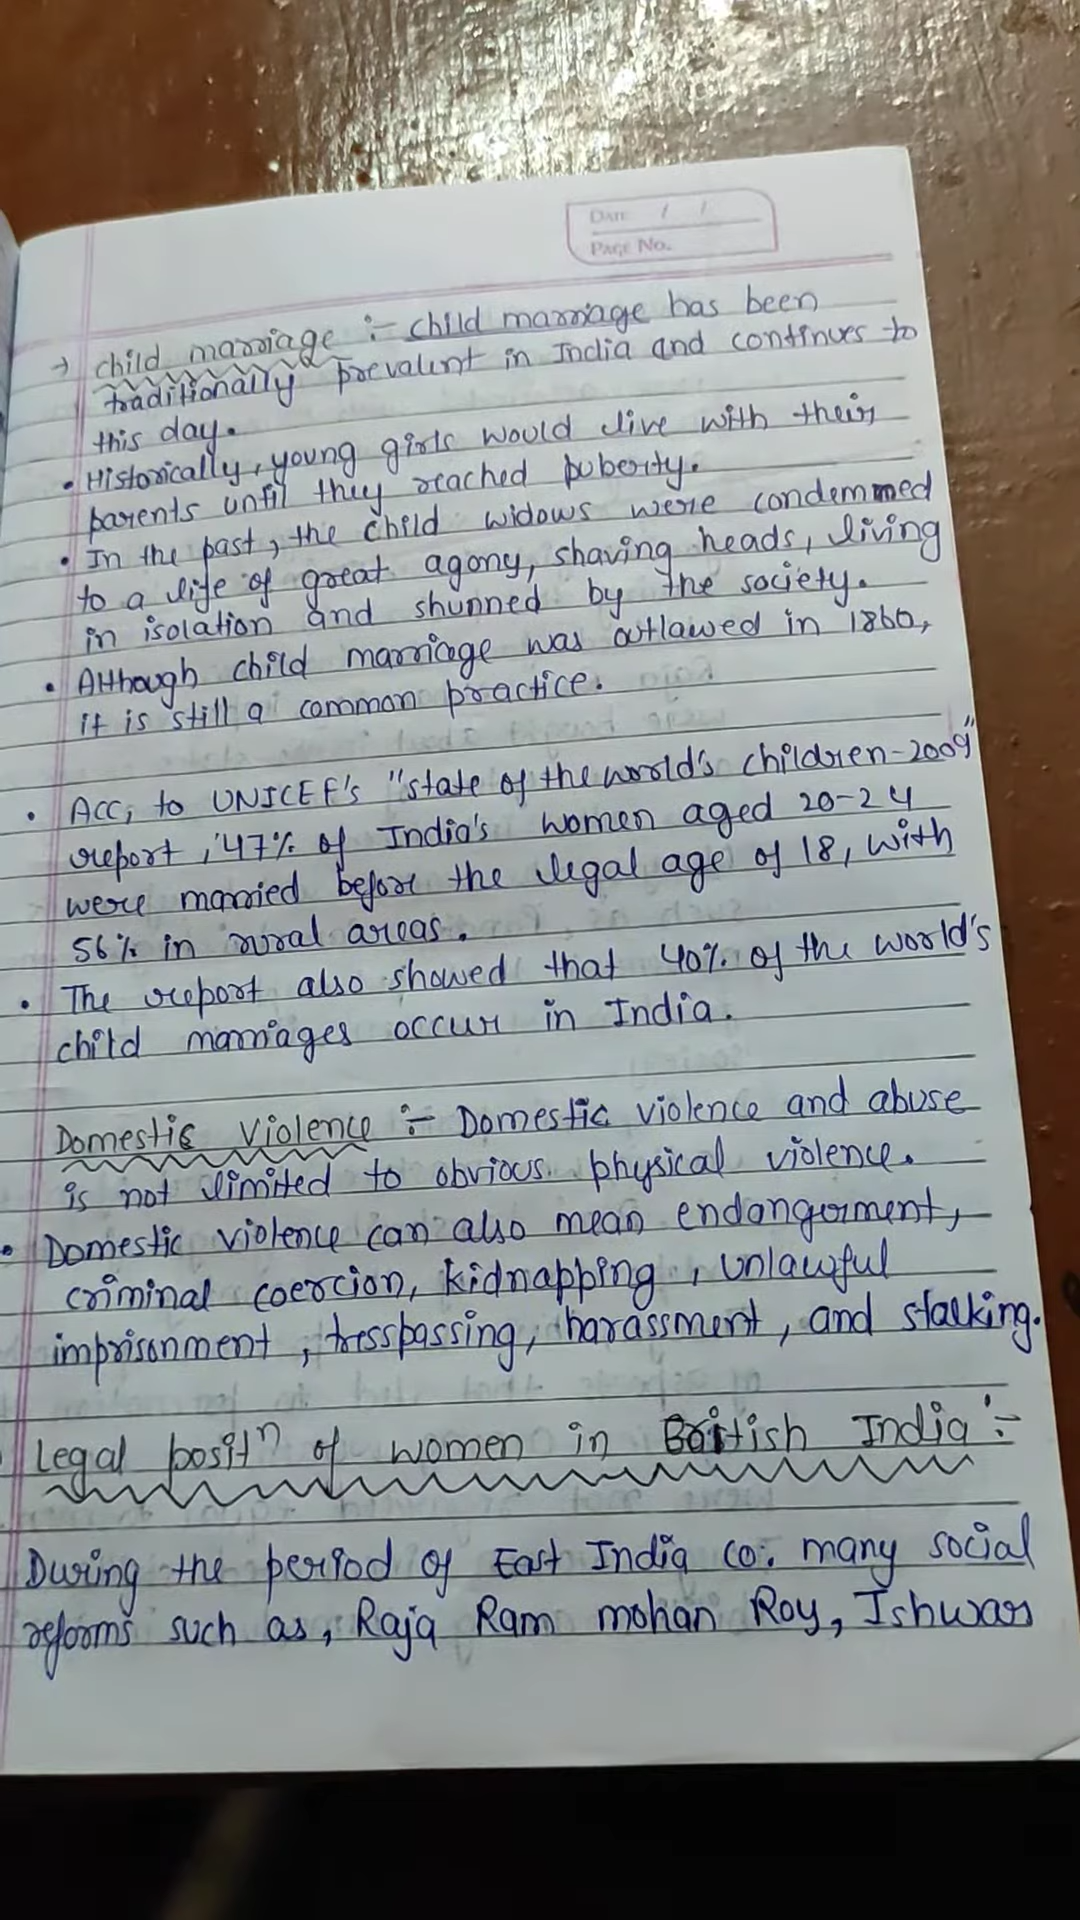 DATE / /
PAGE NO.
→ child marriage :- child marriage has been
traditionally prevalent in India and continues to
this day.
• Historically, young girls would live with their
parents until they reached puberty.
• In the past, the child widows were condemmed
to a life of great agony, shaving heads, living
in isolation and shunned by the society.
• Although child marriage was outlawed in 1860,
it is still a common practice.
• Acc, to UNICEF's "state of the world's children-2009"
report, 47% of India's women aged 20-24
were married before the legal age of 18, with
56% in rural areas.
• The report also showed that 40% of the world's
child marriages occur in India.
Domestic Violence :- Domestic violence and abuse
is not limited to obvious physical violence.
• Domestic violence can also mean endangerment,
criminal coercion, kidnapping, unlawful
imprisonment, tresspassing, harassment, and stalking.
Legal positⁿ of women in British India :-
During the period of East India co. many social
reforms such as, Raja Ram mohan Roy, Ishwar